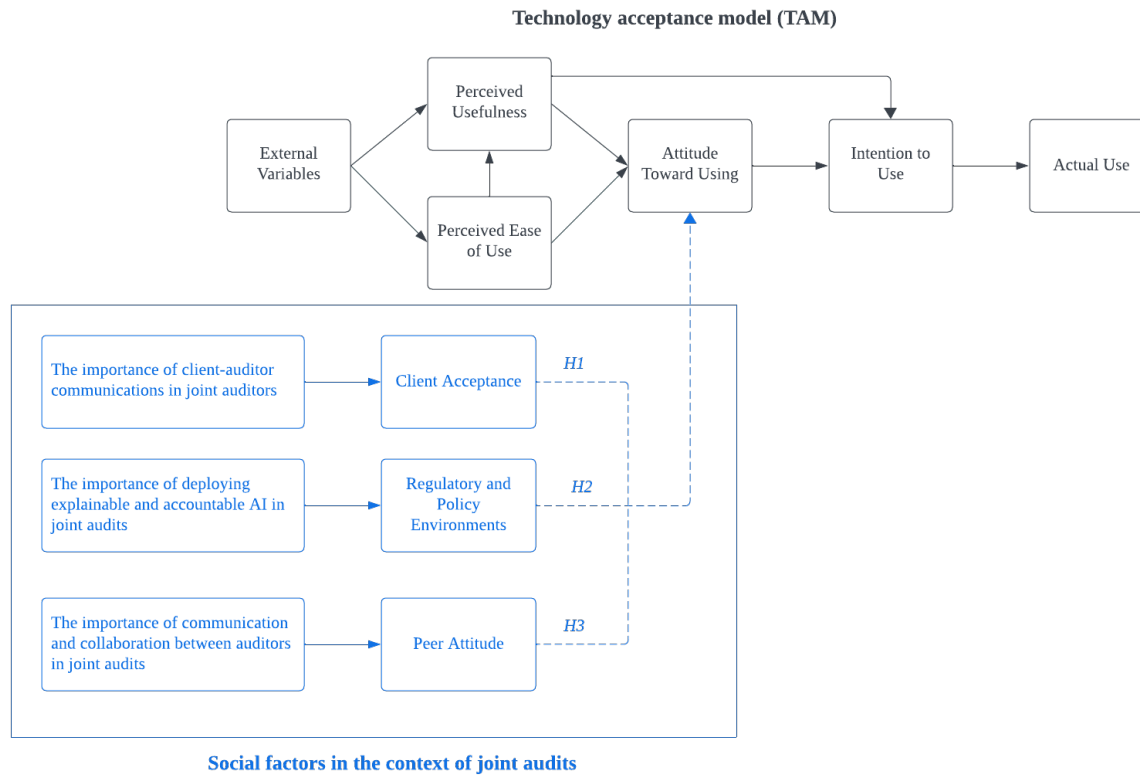 Technology acceptance model (TAM)
Perceived
Usefulness
External
Variables
Attitude
Toward Using
Intention to
Use
Actual Use
Perceived Ease
of Use
The importance of client-auditor
communications in joint auditors
Client Acceptance
H1
The importance of deploying
explainable and accountable AI in
joint audits
Regulatory and
Policy
Environments
H2
The importance of communication
and collaboration between auditors
in joint audits
Peer Attitude
H3
Social factors in the context of joint audits